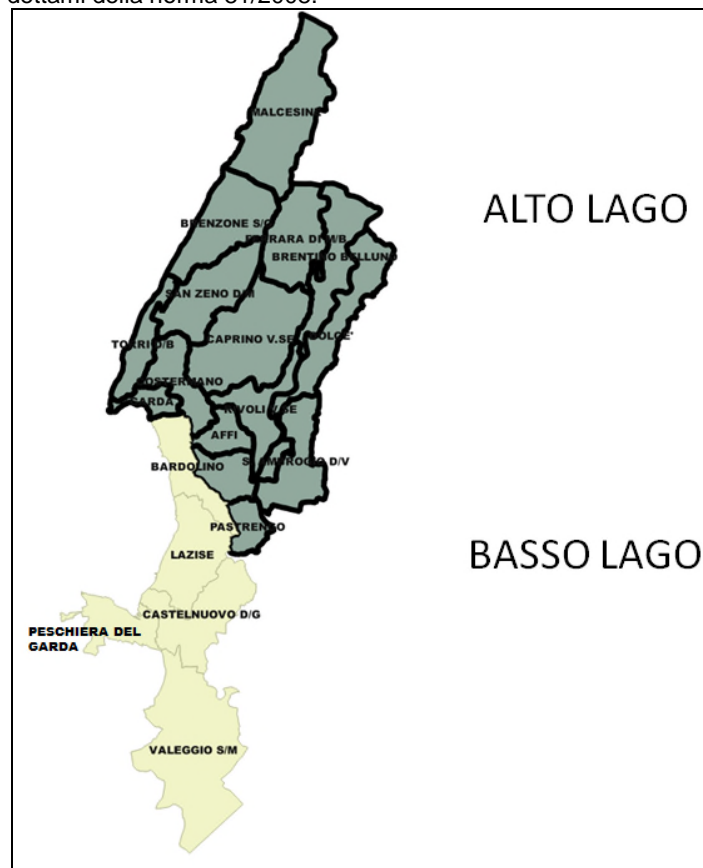 dettami della norma 81/2008.
MALCESINE
ALTO LAGO
BRENZONE S/G
FERRARA DI M/B
BRENTINO BELLUNO
SAN ZENO D/M
CAPRINO V.SE
DOLCE'
TORRI D/B
COSTERMANO
GARDA
RIVOLI V/SE
AFFI
S. AMBROGIO D/V
BARDOLINO
PASTRENGO
LAZISE
BASSO LAGO
CASTELNUOVO D/G
PESCHIERA DEL
GARDA
VALEGGIO S/M